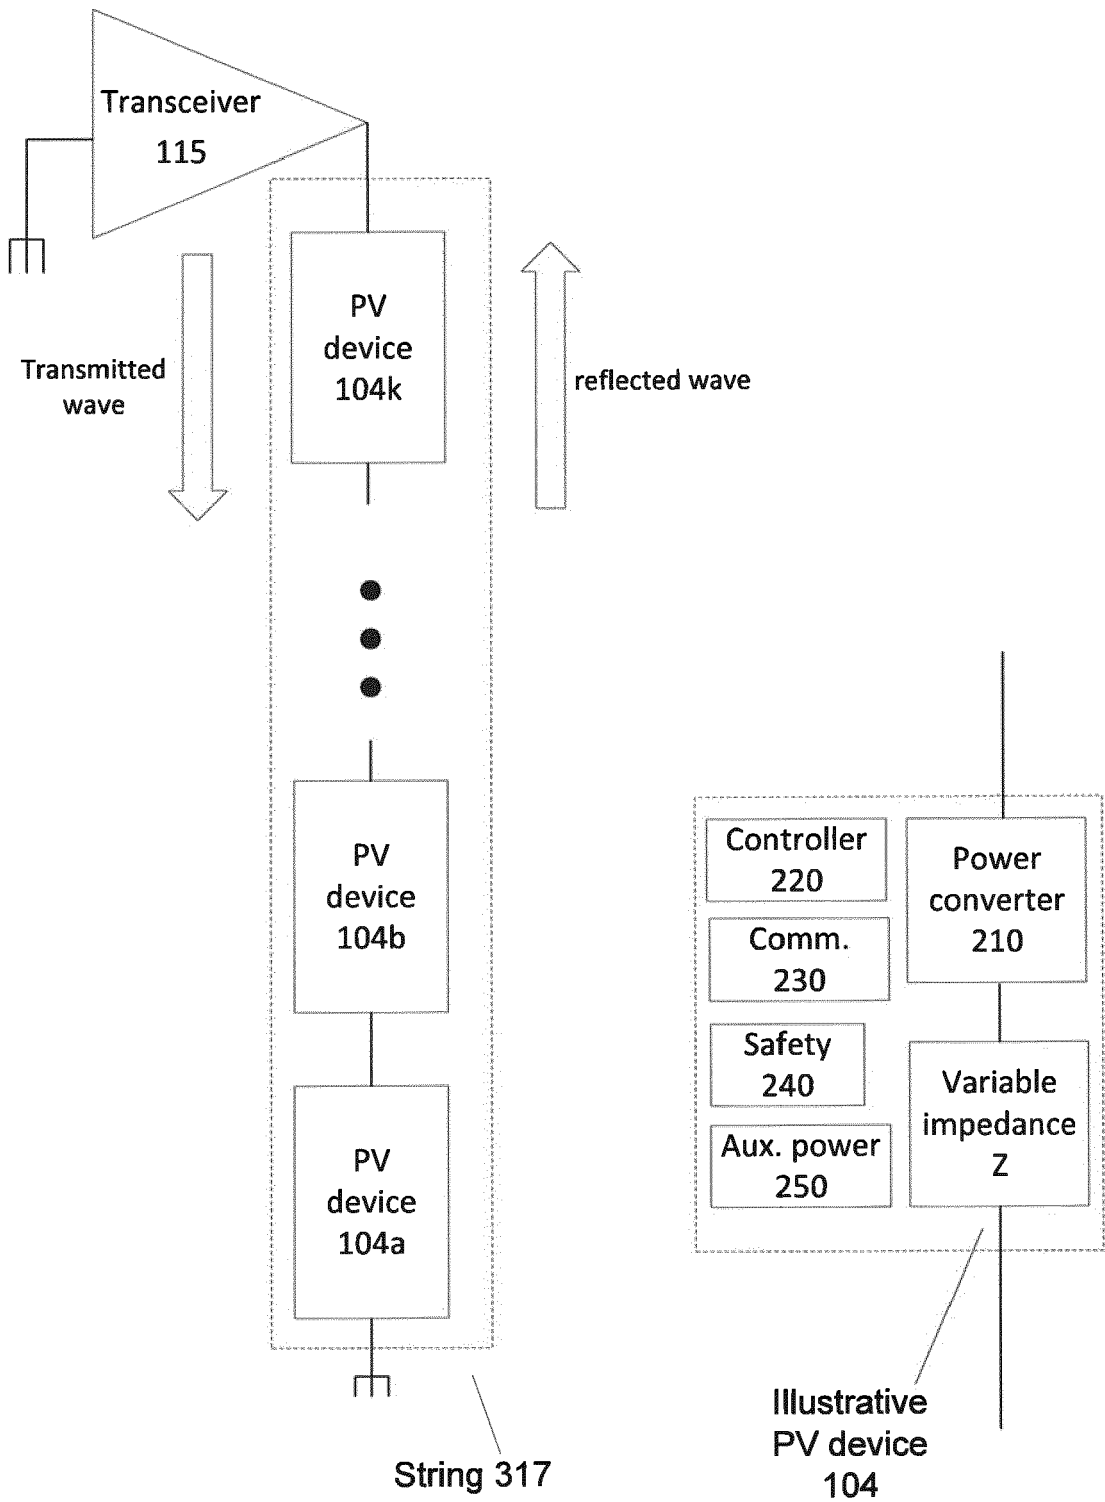 Transceiver
115
PV
device
104k
Transmitted
wave
reflected wave
PV
device
104b
PV
device
104a
String 317
Controller
220
Comm.
230
Safety
240
Aux. power
250
Power
converter
210
Variable
impedance
Z
Illustrative
PV device
104